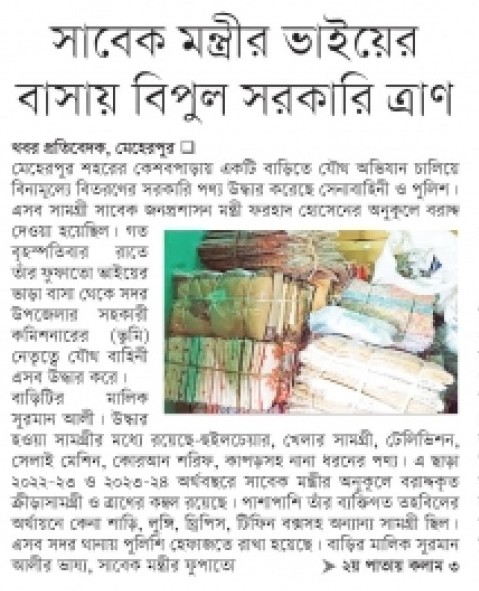 সাবেক মন্ত্রীর ভাইয়ের
বাসায় বিপুল সরকারি ত্রাণ
খবর প্রতিবেদক, মেহেরপুর ❏
মেহেরপুর শহরের কেশবপাড়ায় একটি বাড়িতে যৌথ অভিযান চালিয়ে
বিনামূল্যে বিতরণের সরকারি পণ্য উদ্ধার করেছে সেনাবাহিনী ও পুলিশ।
এসব সামগ্রী সাবেক জনপ্রশাসন মন্ত্রী ফরহাদ হোসেনের অনুকূলে বরাদ্দ
দেওয়া হয়েছিল। গত
বৃহস্পতিবার রাতে
তাঁর ফুফাতো ভাইয়ের
ভাড়া বাসা থেকে সদর
উপজেলার সহকারী
কমিশনারের (ভূমি)
নেতৃত্বে যৌথ বাহিনী
এসব উদ্ধার করে।
বাড়িটির মালিক
সুরমান আলী। উদ্ধার
হওয়া সামগ্রীর মধ্যে রয়েছে-হুইলচেয়ার, খেলার সামগ্রী, টেলিভিশন,
সেলাই মেশিন, কোরআন শরিফ, কাপড়সহ নানা ধরনের পণ্য। এ ছাড়া
২০২২-২৩ ও ২০২৩-২৪ অর্থবছরে সাবেক মন্ত্রীর অনুকূলে বরাদ্দকৃত
ক্রীড়াসামগ্রী ও ত্রাণের কম্বল রয়েছে। পাশাপাশি তাঁর ব্যক্তিগত তহবিলের
অর্থায়নে কেনা শাড়ি, লুঙ্গি, থ্রিপিস, টিফিন বক্সসহ অন্যান্য সামগ্রী ছিল।
এসব সদর থানায় পুলিশি হেফাজতে রাখা হয়েছে। বাড়ির মালিক সুরমান
আলীর ভাষ্য, সাবেক মন্ত্রীর ফুপাতো ➤ ২য় পাতায় কলাম ৩